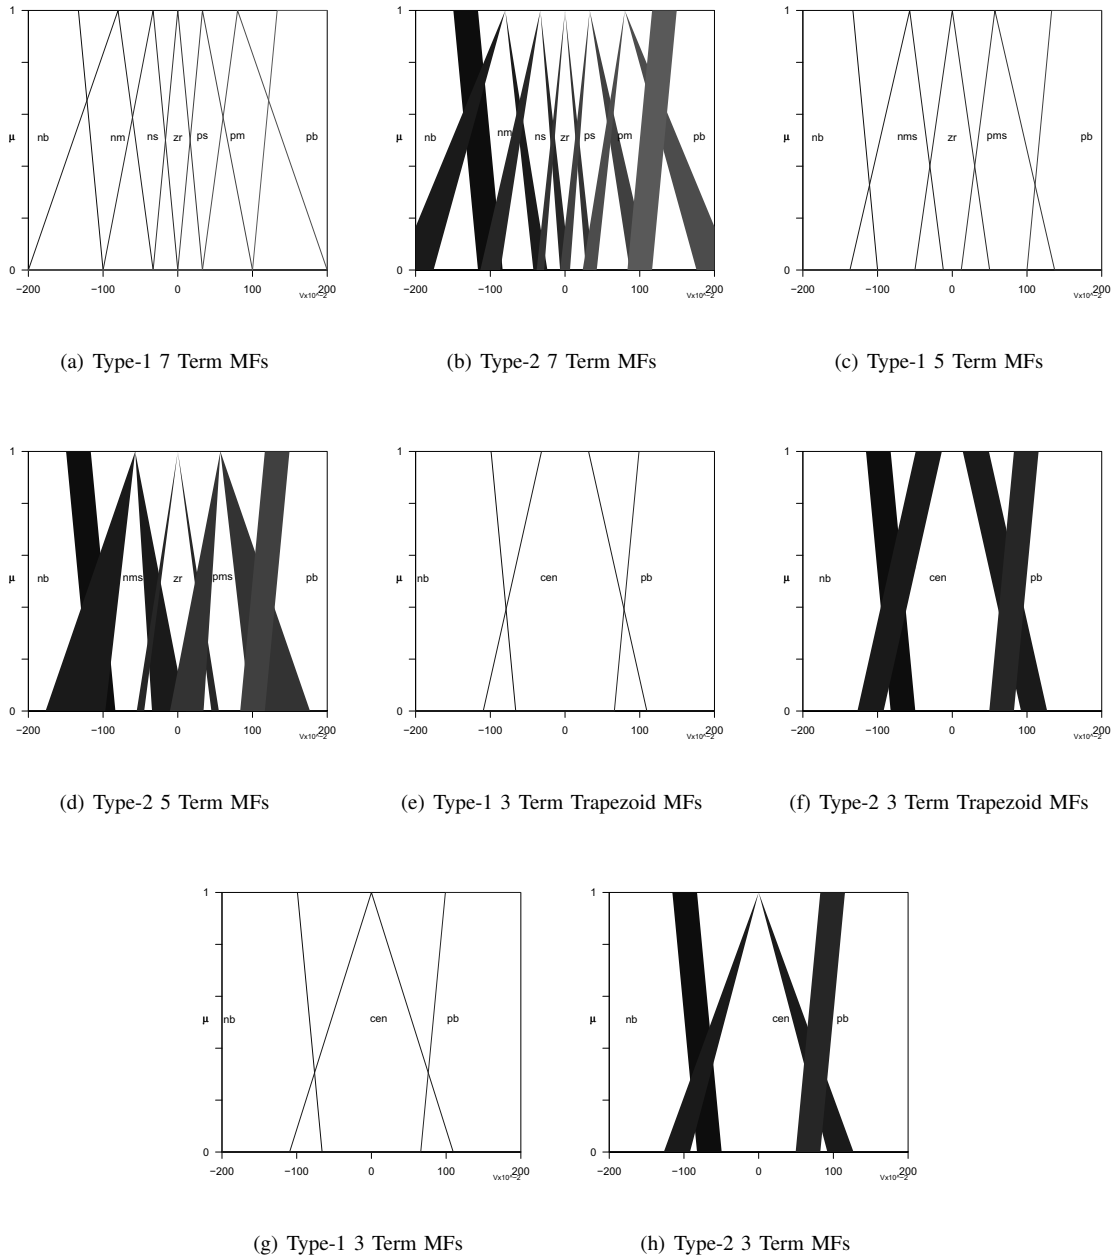 1
μ
nb
nm
ns
zr
ps
pm
pb
0
−200 −100 0 100 200
Vx10^−2
(a) Type-1 7 Term MFs
1
μ
nb
nm
ns
zr
ps
pm
pb
0
−200 −100 0 100 200
Vx10^−2
(b) Type-2 7 Term MFs
1
μ
nb
nms
zr
pms
pb
0
−200 −100 0 100 200
Vx10^−2
(c) Type-1 5 Term MFs
1
μ
nb
nms
zr
pms
pb
0
−200 −100 0 100 200
Vx10^−2
(d) Type-2 5 Term MFs
1
μ
nb
cen
pb
0
−200 −100 0 100 200
Vx10^−2
(e) Type-1 3 Term Trapezoid MFs
1
μ
nb
cen
pb
0
−200 −100 0 100 200
Vx10^−2
(f) Type-2 3 Term Trapezoid MFs
1
μ
nb
cen
pb
0
−200 −100 0 100 200
Vx10^−2
(g) Type-1 3 Term MFs
1
μ
nb
cen
pb
0
−200 −100 0 100 200
Vx10^−2
(h) Type-2 3 Term MFs